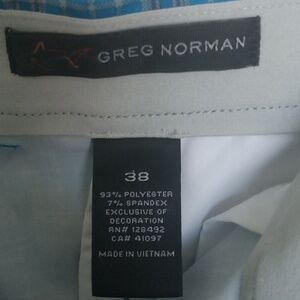 GREG NORMAN
38
93% POLYESTER
7% SPANDEX
EXCLUSIVE OF
DECORATION
RN# 128492
CA# 41097
MADE IN VIETNAM